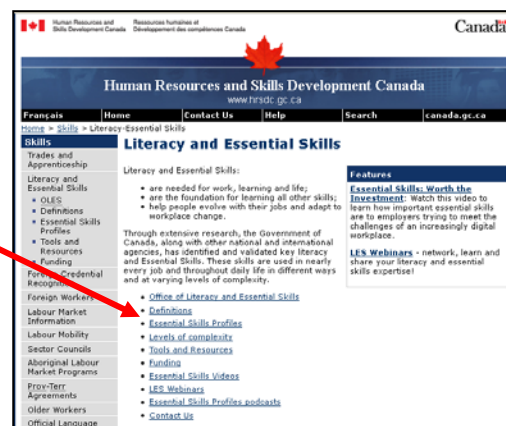 Human Resources and
Skills Development Canada
Ressources humaines et
Développement des compétences Canada
Canada
Human Resources and Skills Development Canada
www.hrsdc.gc.ca
Français Home Contact Us Help Search canada.gc.ca
Home > Skills > Literacy-Essential Skills
Skills
Trades and
Apprenticeship
Literacy and
Essential Skills
OLES
Definitions
Essential Skills
Profiles
Tools and
Resources
Funding
Foreign Credential
Recognition
Foreign Workers
Labour Market
Information
Labour Mobility
Sector Councils
Aboriginal Labour
Market Programs
Prov-Terr
Agreements
Older Workers
Official Language
Literacy and Essential Skills
Literacy and Essential Skills:
• are needed for work, learning and life;
• are the foundation for learning all other skills;
• help people evolve with their jobs and adapt to
workplace change.
Through extensive research, the Government of
Canada, along with other national and international
agencies, has identified and validated key literacy
and Essential Skills. These skills are used in nearly
every job and throughout daily life in different ways
and at varying levels of complexity.
• Office of Literacy and Essential Skills
• Definitions
• Essential Skills Profiles
• Levels of complexity
• Tools and Resources
• Funding
• Essential Skills Videos
• LES Webinars
• Essential Skills Profiles podcasts
• Contact Us
Features
Essential Skills: Worth the
Investment: Watch this video to
learn how important essential skills
are to employers trying to meet the
challenges of an increasingly digital
workplace.
LES Webinars - network, learn and
share your literacy and essential
skills expertise!